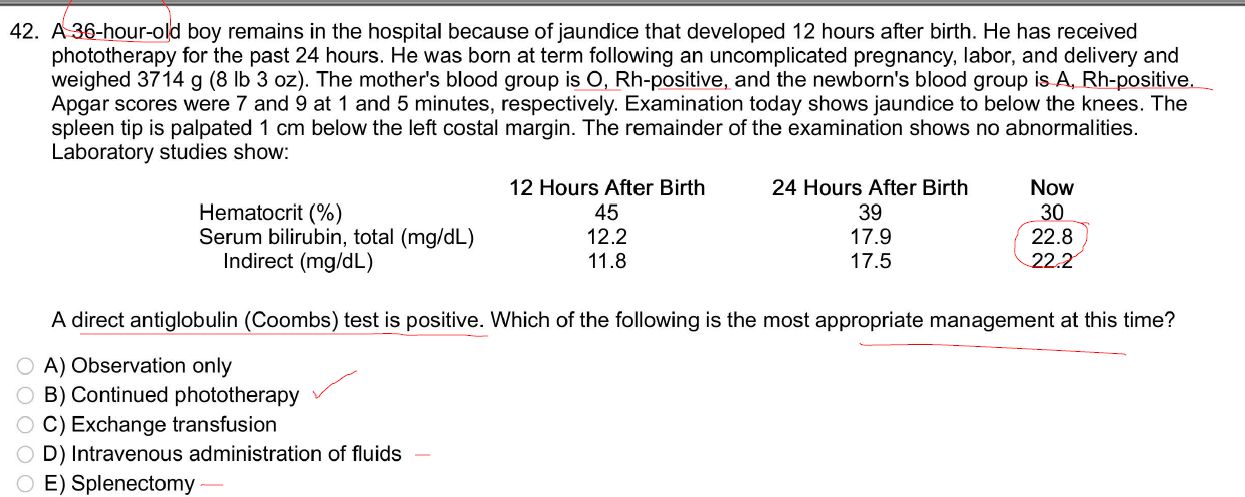 42. A 36-hour-old boy remains in the hospital because of jaundice that developed 12 hours after birth. He has received
phototherapy for the past 24 hours. He was born at term following an uncomplicated pregnancy, labor, and delivery and
weighed 3714 g (8 lb 3 oz). The mother's blood group is O, Rh-positive, and the newborn's blood group is A, Rh-positive.
Apgar scores were 7 and 9 at 1 and 5 minutes, respectively. Examination today shows jaundice to below the knees. The
spleen tip is palpated 1 cm below the left costal margin. The remainder of the examination shows no abnormalities.
Laboratory studies show:
12 Hours After Birth 24 Hours After Birth Now
Hematocrit (%) 45 39 30
Serum bilirubin, total (mg/dL) 12.2 17.9 22.8
Indirect (mg/dL) 11.8 17.5 22.2
A direct antiglobulin (Coombs) test is positive. Which of the following is the most appropriate management at this time?
A) Observation only
B) Continued phototherapy
C) Exchange transfusion
D) Intravenous administration of fluids
E) Splenectomy